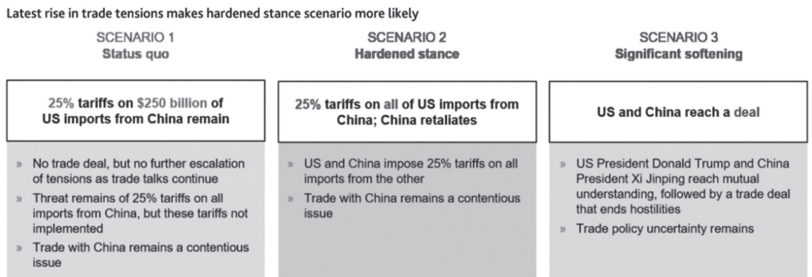 Latest rise in trade tensions makes hardened stance scenario more likely
SCENARIO 1
Status quo
25% tariffs on $250 billion of
US imports from China remain
» No trade deal, but no further escalation
of tensions as trade talks continue
» Threat remains of 25% tariffs on all
imports from China, but these tariffs not
implemented
» Trade with China remains a contentious
issue
SCENARIO 2
Hardened stance
25% tariffs on all of US imports from
China; China retaliates
» US and China impose 25% tariffs on all
imports from the other
» Trade with China remains a contentious
issue
SCENARIO 3
Significant softening
US and China reach a deal
» US President Donald Trump and China
President Xi Jinping reach mutual
understanding, followed by a trade deal
that ends hostilities
» Trade policy uncertainty remains